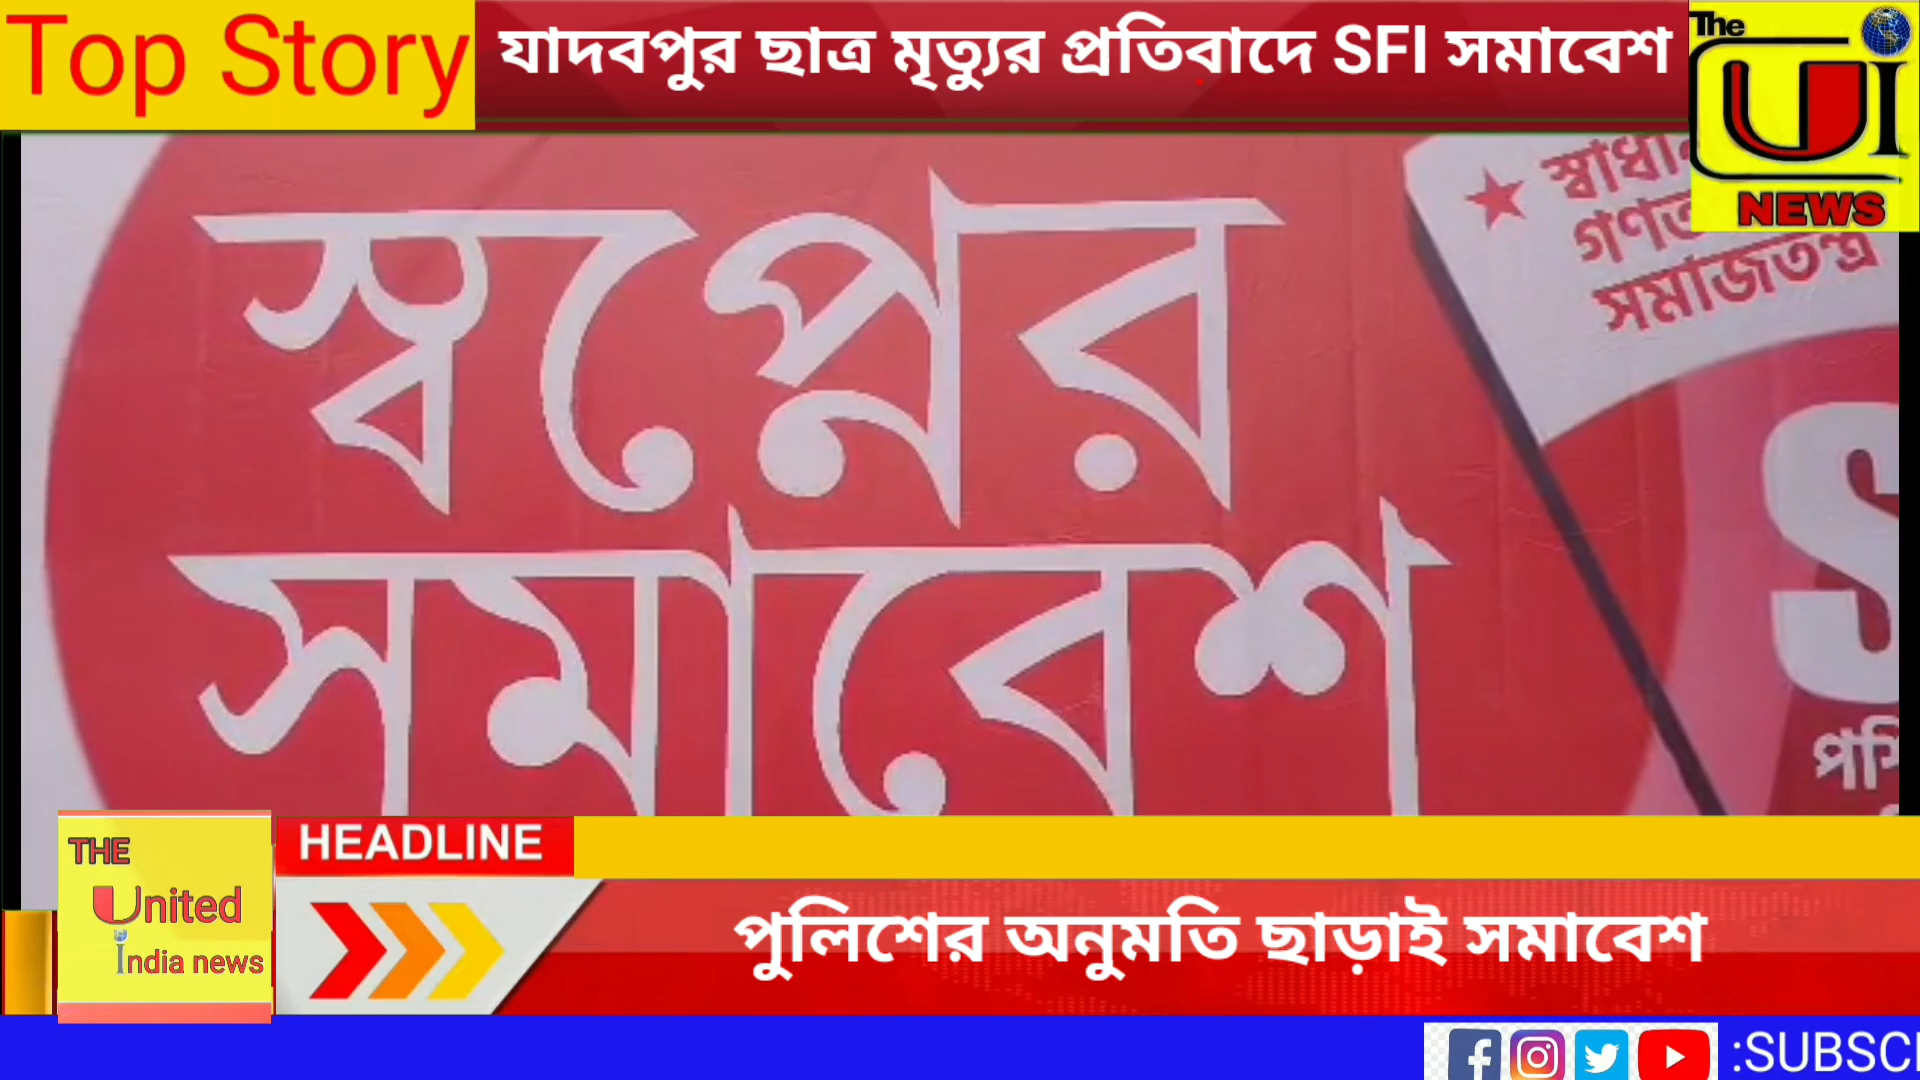 Top Story
যাদবপুর ছাত্র মৃত্যুর প্রতিবাদে SFI সমাবেশ
The
Ui
NEWS
স্বপ্নের
সমাবেশ
সমাজতন্ত্র
THE
United
india news
HEADLINE
পুলিশের অনুমতি ছাড়াই সমাবেশ
:SUBSC